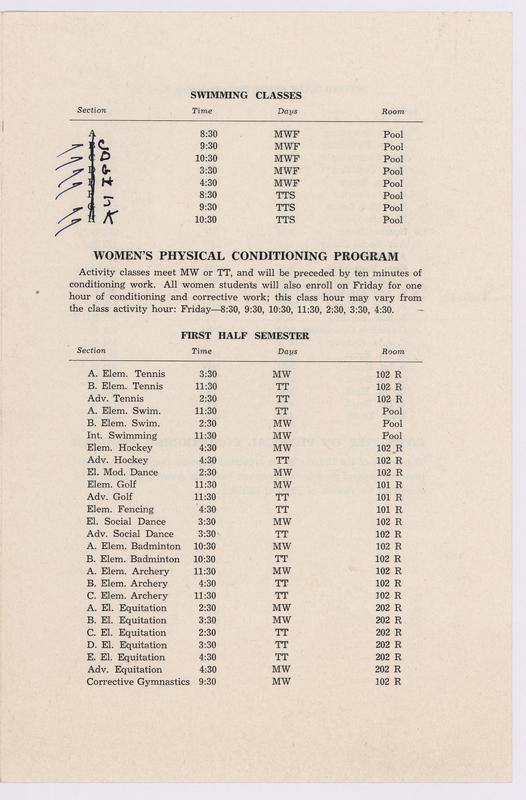 SWIMMING CLASSES
Section Time Days Room
A 8:30 MWF Pool
B C 9:30 MWF Pool
C D 10:30 MWF Pool
D G 3:30 MWF Pool
E H 4:30 MWF Pool
F 8:30 TTS Pool
G J 9:30 TTS Pool
H K 10:30 TTS Pool
WOMEN'S PHYSICAL CONDITIONING PROGRAM
Activity classes meet MW or TT, and will be preceded by ten minutes of
conditioning work. All women students will also enroll on Friday for one
hour of conditioning and corrective work; this class hour may vary from
the class activity hour: Friday—8:30, 9:30, 10:30, 11:30, 2:30, 3:30, 4:30.
FIRST HALF SEMESTER
Section Time Days Room
A. Elem. Tennis 3:30 MW 102 R
B. Elem. Tennis 11:30 TT 102 R
Adv. Tennis 2:30 TT 102 R
A. Elem. Swim. 11:30 TT Pool
B. Elem. Swim. 2:30 MW Pool
Int. Swimming 11:30 MW Pool
Elem. Hockey 4:30 MW 102 R
Adv. Hockey 4:30 TT 102 R
El. Mod. Dance 2:30 MW 102 R
Elem. Golf 11:30 MW 101 R
Adv. Golf 11:30 TT 101 R
Elem. Fencing 4:30 TT 101 R
El. Social Dance 3:30 MW 102 R
Adv. Social Dance 3:30 TT 102 R
A. Elem. Badminton 10:30 MW 102 R
B. Elem. Badminton 10:30 TT 102 R
A. Elem. Archery 11:30 MW 102 R
B. Elem. Archery 4:30 TT 102 R
C. Elem. Archery 11:30 TT 102 R
A. El. Equitation 2:30 MW 202 R
B. El. Equitation 3:30 MW 202 R
C. El. Equitation 2:30 TT 202 R
D. El. Equitation 3:30 TT 202 R
E. El. Equitation 4:30 TT 202 R
Adv. Equitation 4:30 MW 202 R
Corrective Gymnastics 9:30 MW 102 R